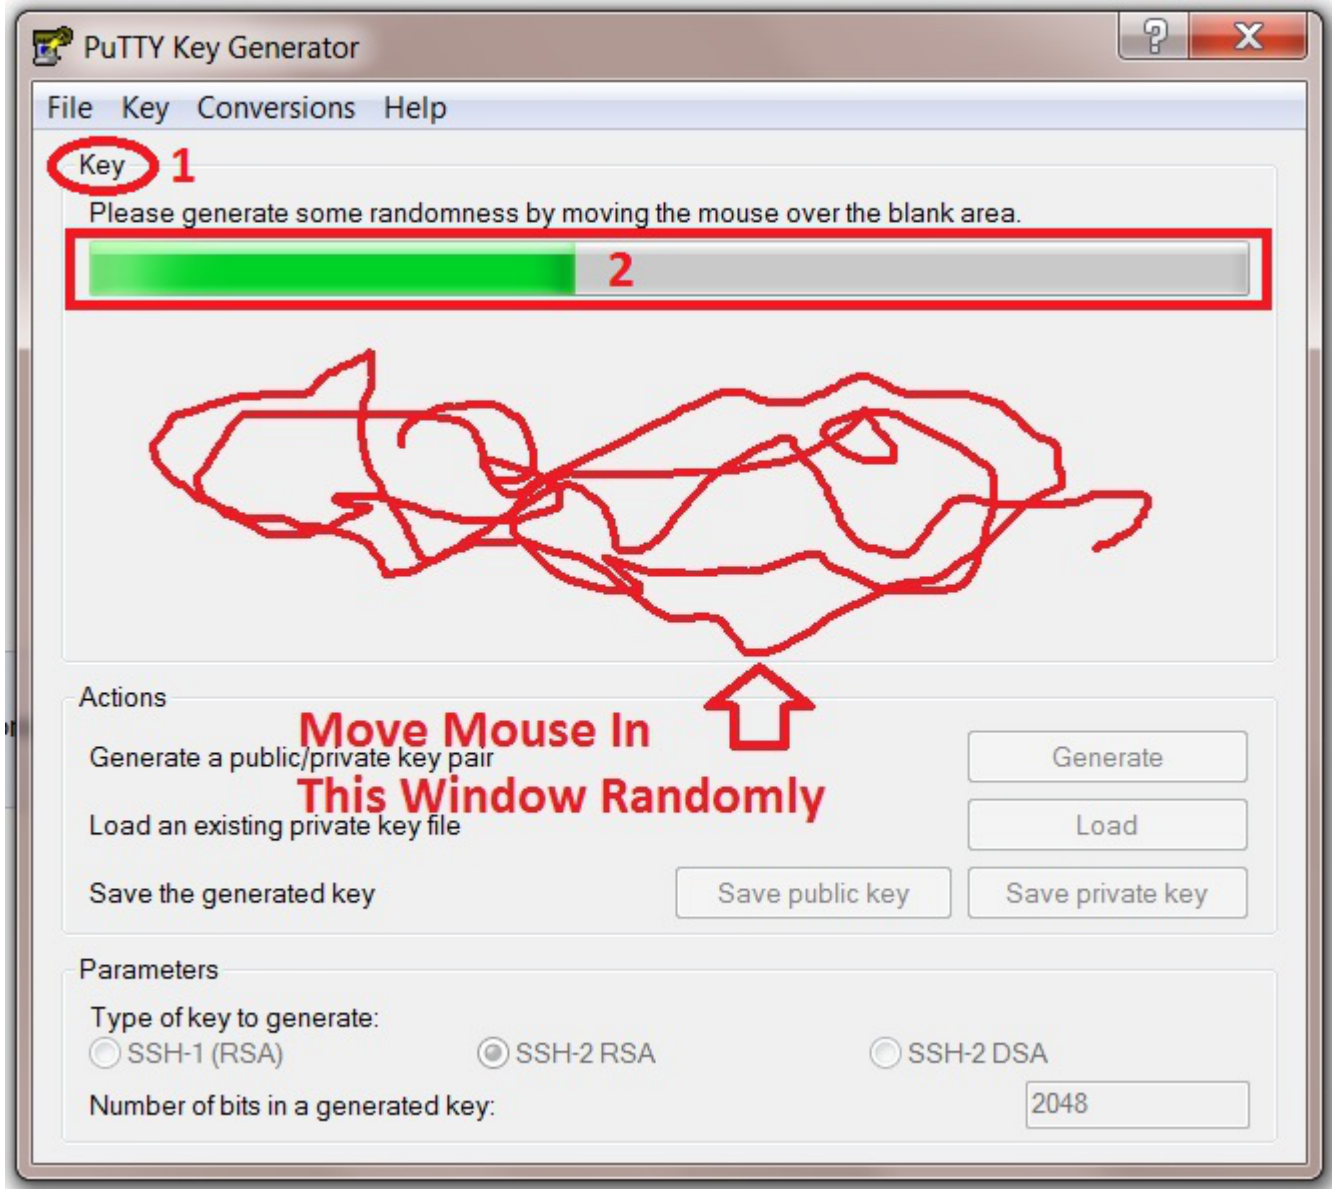 PuTTY Key Generator
File Key Conversions Help
Key 1
Please generate some randomness by moving the mouse over the blank area.
2
Actions
Move Mouse In
Generate a public/private key pair Generate
This Window Randomly
Load an existing private key file Load
Save the generated key Save public key Save private key
Parameters
Type of key to generate:
SSH-1 (RSA) SSH-2 RSA SSH-2 DSA
Number of bits in a generated key: 2048